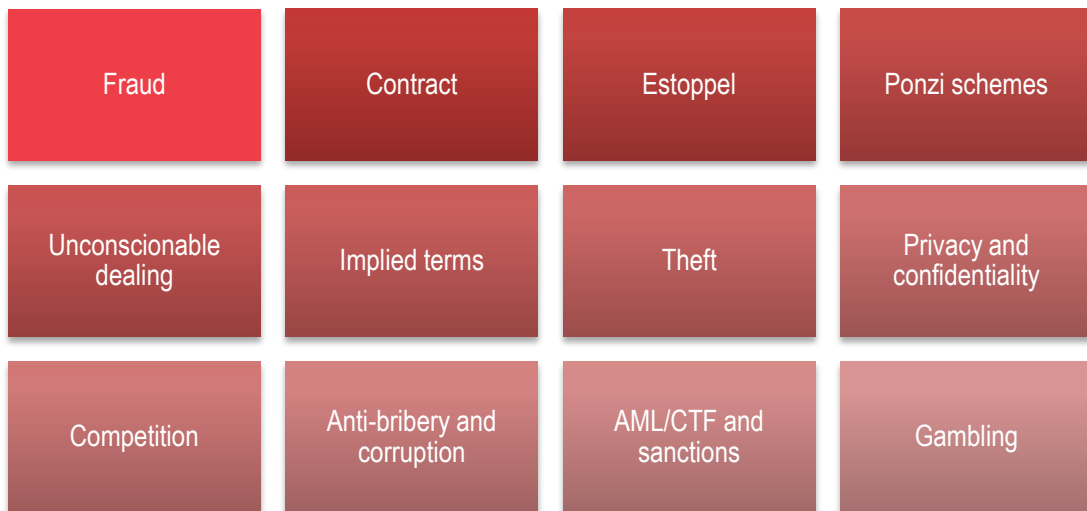 Fraud
Contract
Estoppel
Ponzi schemes
Unconscionable
dealing
Implied terms
Theft
Privacy and
confidentiality
Competition
Anti-bribery and
corruption
AML/CTF and
sanctions
Gambling